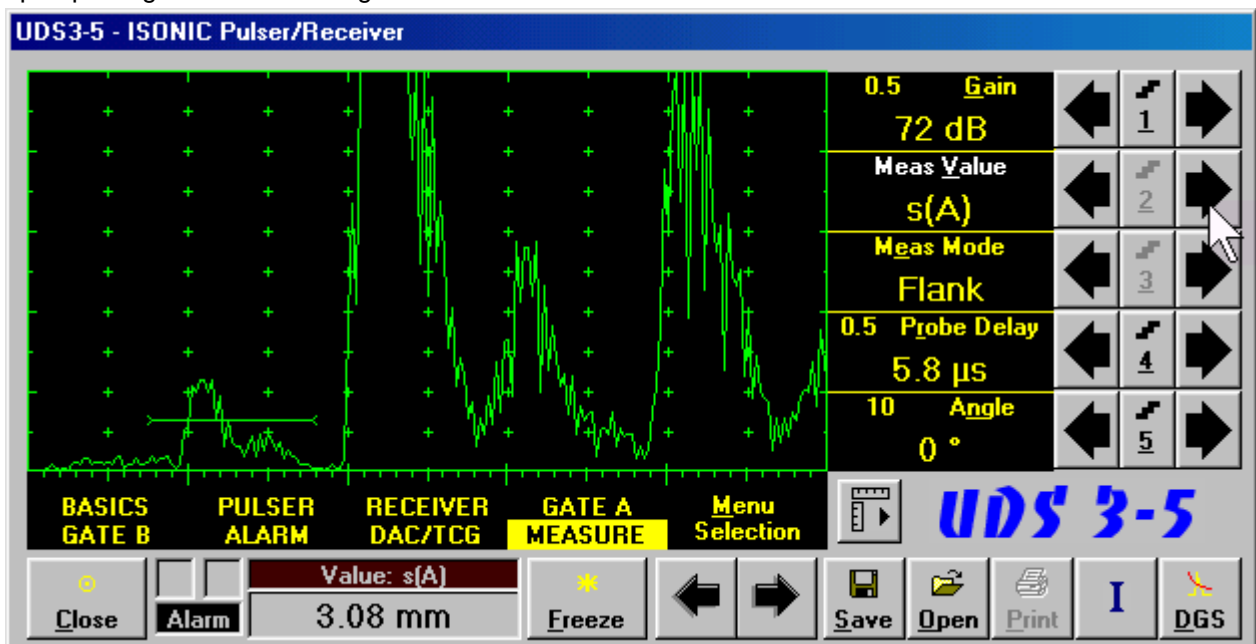 UDS3-5 - ISONIC Pulser/Receiver
0.5 Gain
72 dB
1
Meas Value
s(A)
2
Meas Mode
Flank
3
0.5 Probe Delay
5.8 µs
4
10 Angle
0 °
5
BASICS PULSER RECEIVER GATE A Menu
GATE B ALARM DAC/TCG MEASURE Selection
UDS 3-5
Close Alarm
Value: s(A)
3.08 mm
Freeze
Save Open Print I DGS